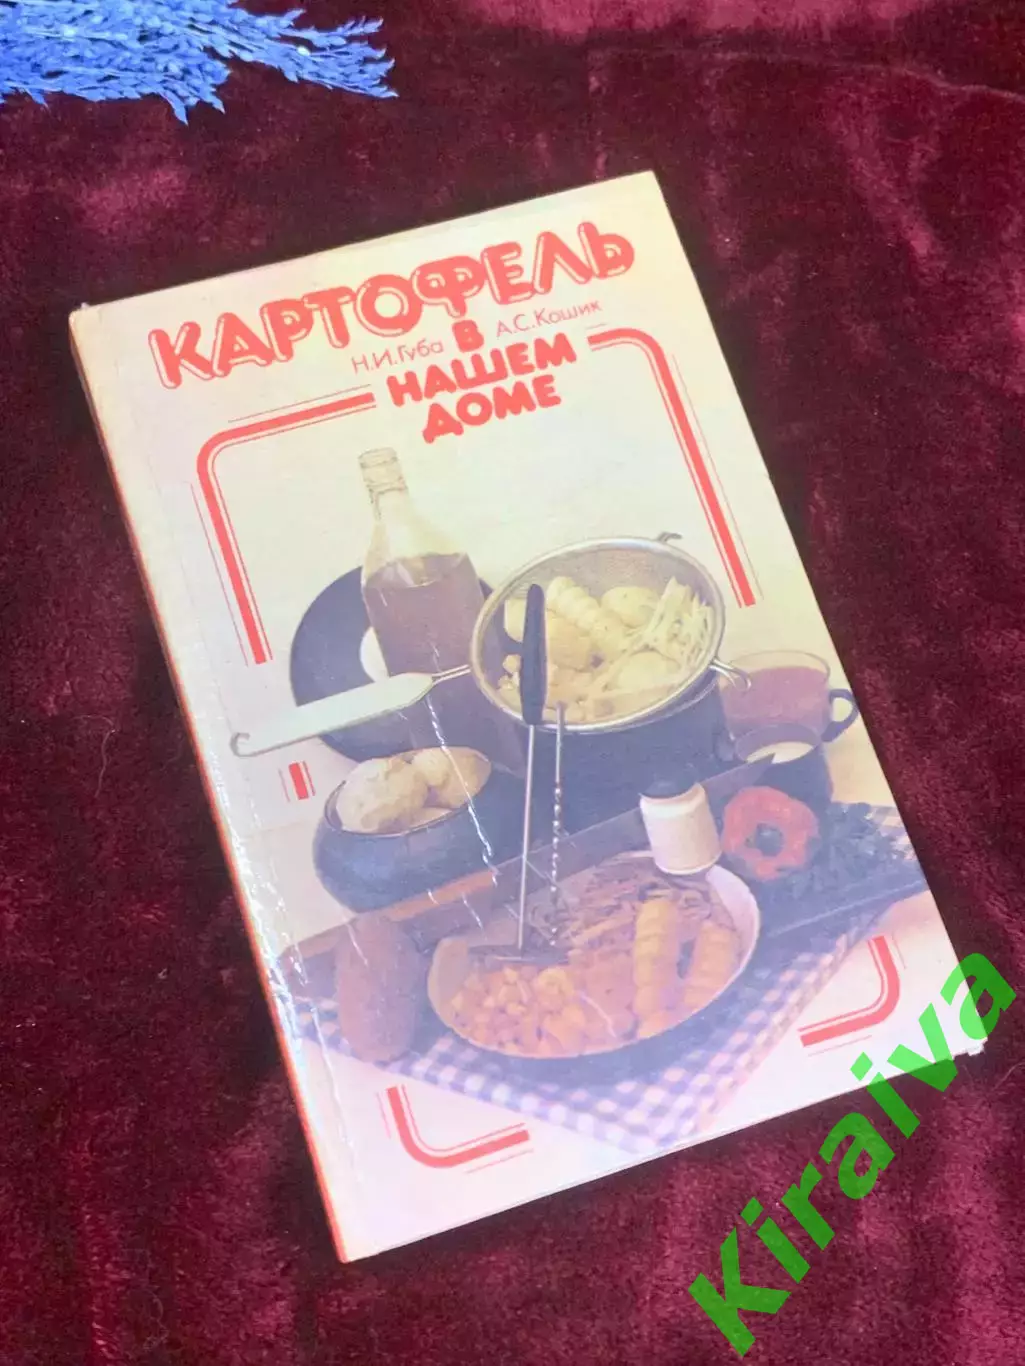 КАРТОФЕЛЬ
Н.И.Губа В А.С.Кошик
НАШЕМ
ДОМЕ
Kiraiva